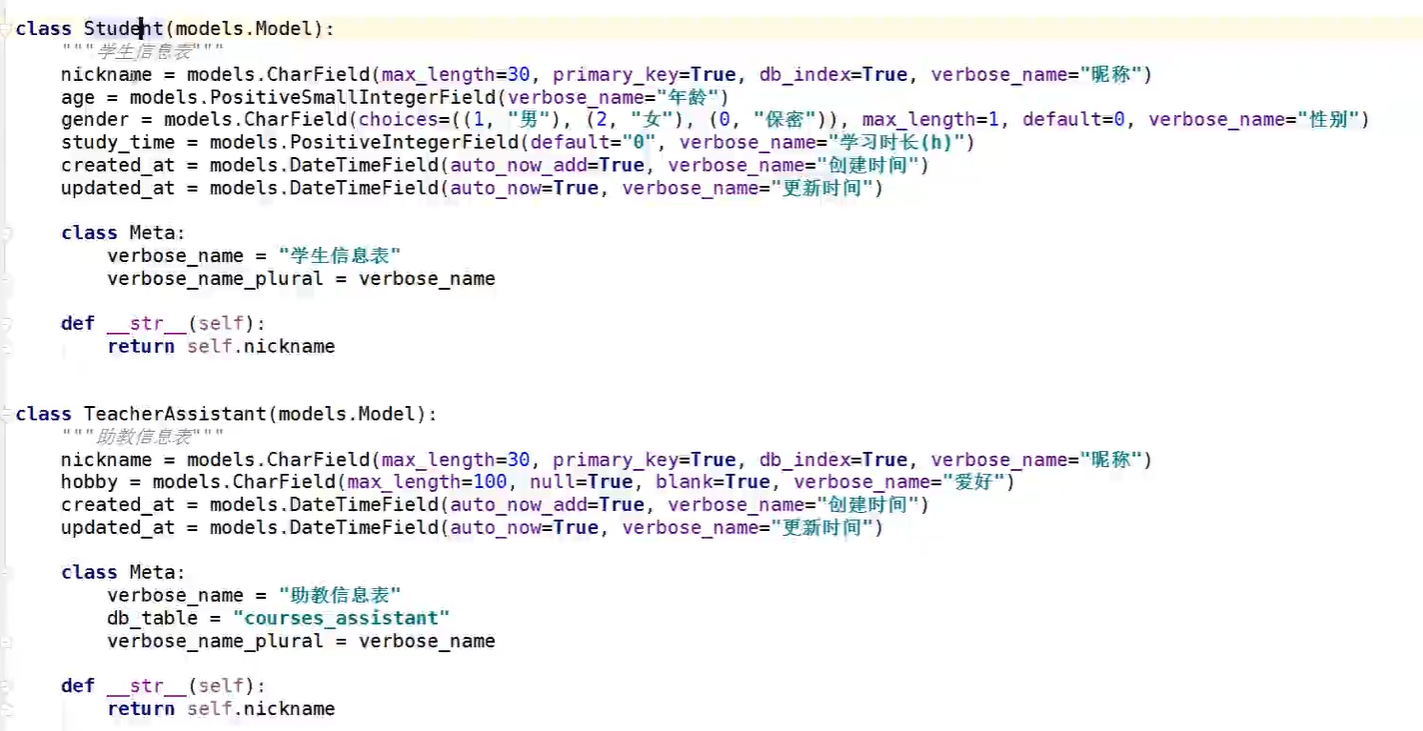 class Student(models.Model):
    """学生信息表"""
    nickname = models.CharField(max_length=30, primary_key=True, db_index=True, verbose_name="昵称")
    age = models.PositiveSmallIntegerField(verbose_name="年龄")
    gender = models.CharField(choices=((1, "男"), (2, "女"), (0, "保密")), max_length=1, default=0, verbose_name="性别")
    study_time = models.PositiveIntegerField(default="0", verbose_name="学习时长(h)")
    created_at = models.DateTimeField(auto_now_add=True, verbose_name="创建时间")
    updated_at = models.DateTimeField(auto_now=True, verbose_name="更新时间")

    class Meta:
        verbose_name = "学生信息表"
        verbose_name_plural = verbose_name

    def __str__(self):
        return self.nickname


class TeacherAssistant(models.Model):
    """助教信息表"""
    nickname = models.CharField(max_length=30, primary_key=True, db_index=True, verbose_name="昵称")
    hobby = models.CharField(max_length=100, null=True, blank=True, verbose_name="爱好")
    created_at = models.DateTimeField(auto_now_add=True, verbose_name="创建时间")
    updated_at = models.DateTimeField(auto_now=True, verbose_name="更新时间")

    class Meta:
        verbose_name = "助教信息表"
        db_table = "courses_assistant"
        verbose_name_plural = verbose_name

    def __str__(self):
        return self.nickname